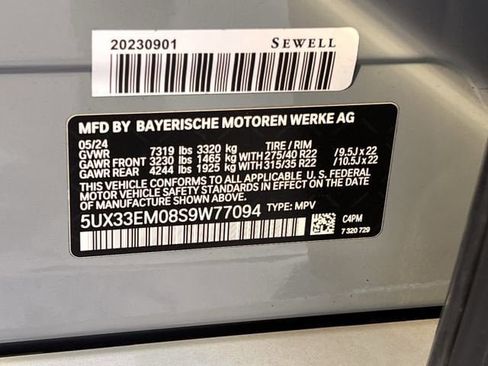 20230901 SEWELL
MFD BY BAYERISCHE MOTOREN WERKE AG
05/24
GVWR 7319 lbs 3320 kg TIRE / RIM
GAWR FRONT 3230 lbs 1465 kg WITH 275/40 R22 / 9.5J x 22
GAWR REAR 4244 lbs 1925 kg WITH 315/35 R22 / 10.5J x 22
THIS VEHICLE CONFORMS TO ALL APPLICABLE FEDERAL
MOTOR VEHICLE SAFETY STANDARDS IN EFFECT ON THE
DATE OF MANUFACTURE SHOWN ABOVE.
5UX33EM08S9W77094 TYPE: MPV
C4PM
7 320 729